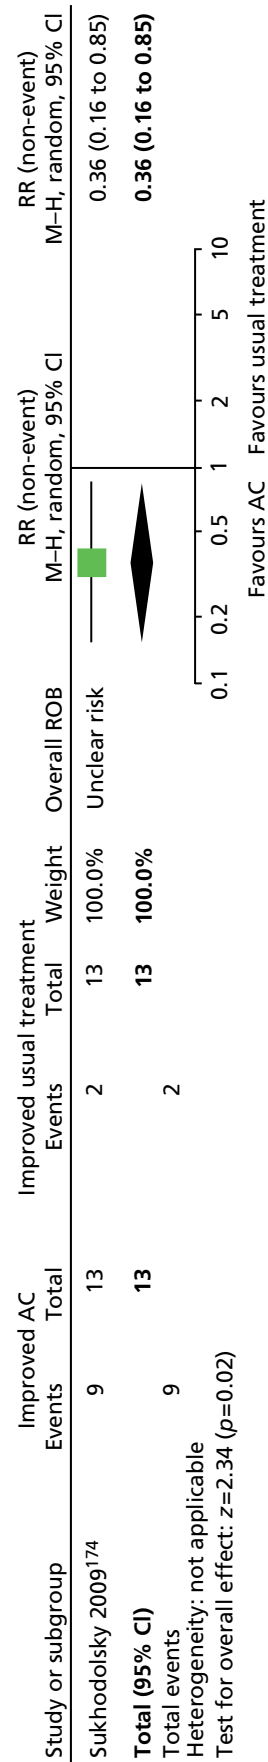 Improved AC Improved usual treatment RR (non-event) RR (non-event)
Study or subgroup Events Total Events Total Weight Overall ROB M–H, random, 95% CI M–H, random, 95% CI
Sukhodolsky 2009174 9 13 2 13 100.0% Unclear risk 0.36 (0.16 to 0.85)
Total (95% CI) 13 13 100.0% 0.36 (0.16 to 0.85)
Total events 9 2
Heterogeneity: not applicable
Test for overall effect: z=2.34 (p=0.02)
0.1 0.2 0.5 1 2 5 10
Favours AC Favours usual treatment